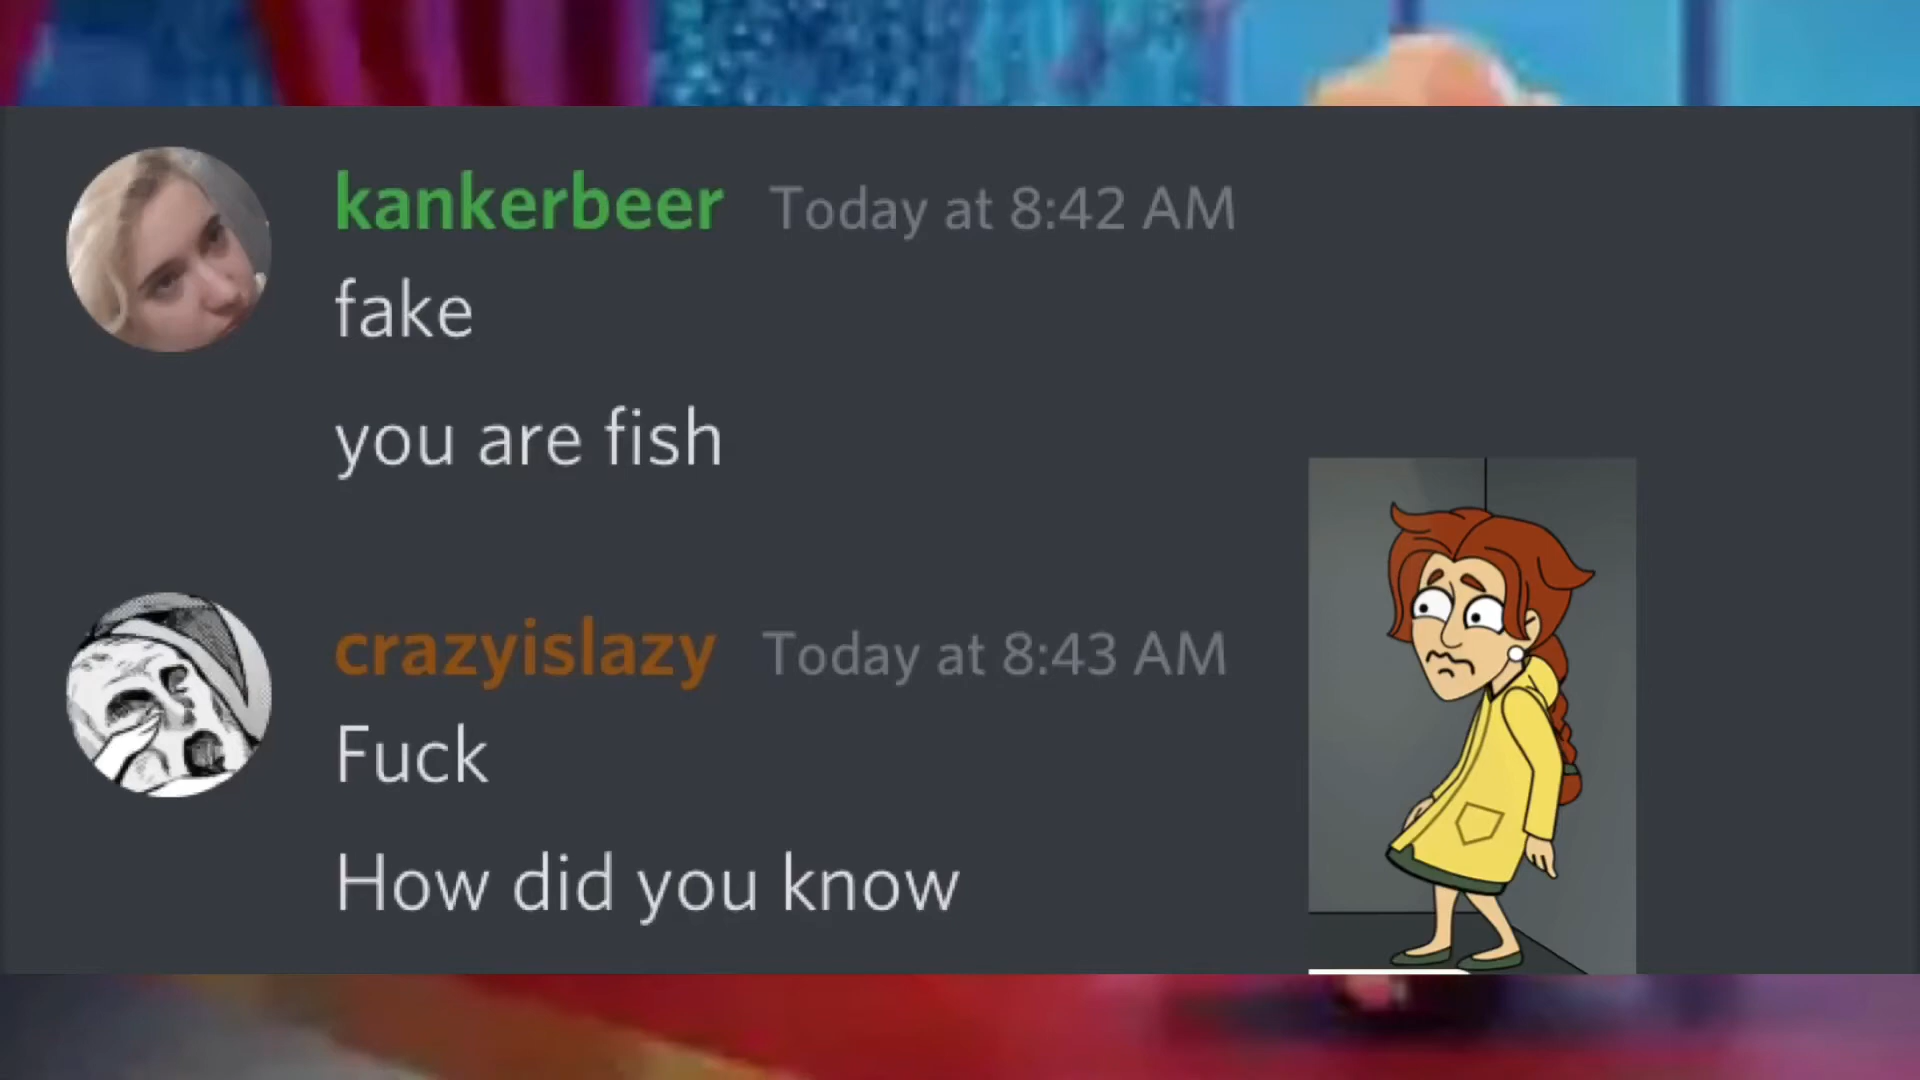 kankerbeer Today at 8:42 AM
fake
you are fish
crazyislazy Today at 8:43 AM
Fuck
How did you know